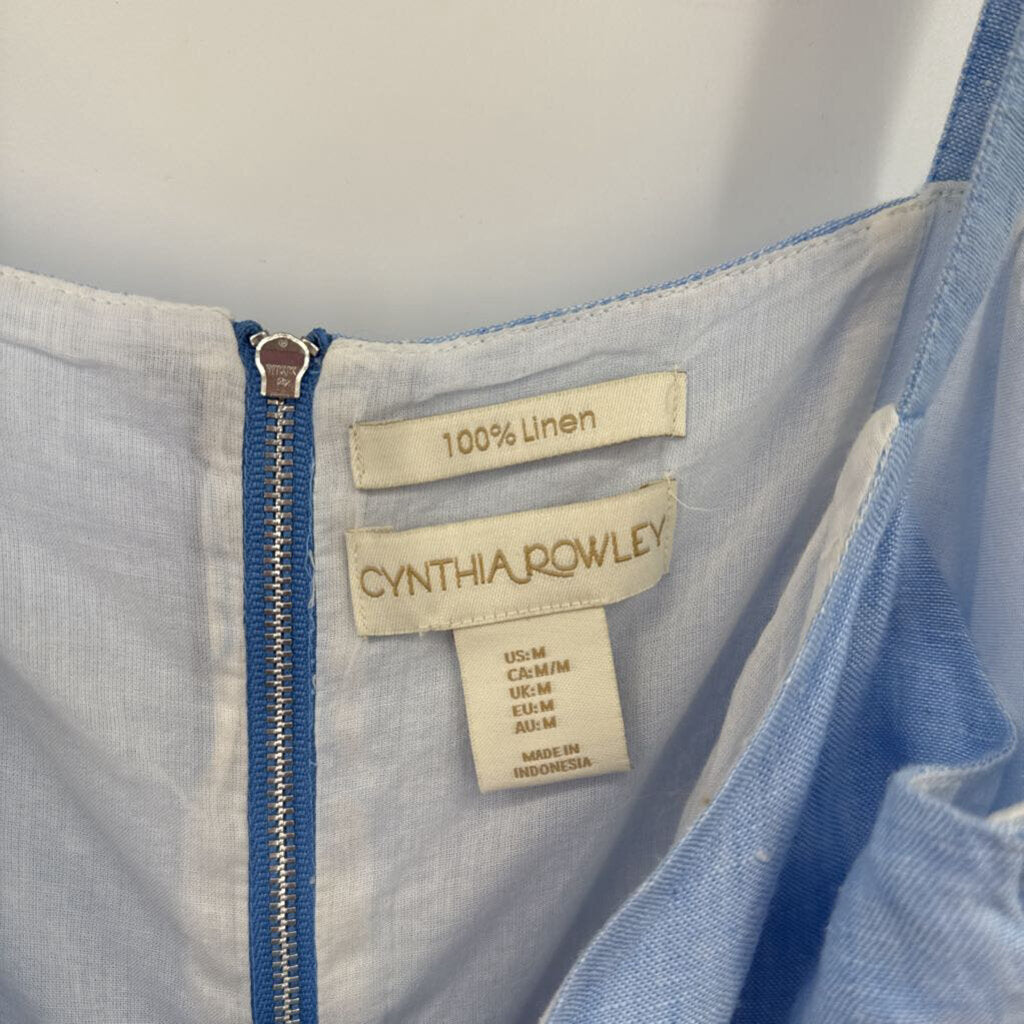 100% Linen
CYNTHIA ROWLEY
US: M
CA: M/M
UK: M
EU: M
AU: M
MADE IN
INDONESIA